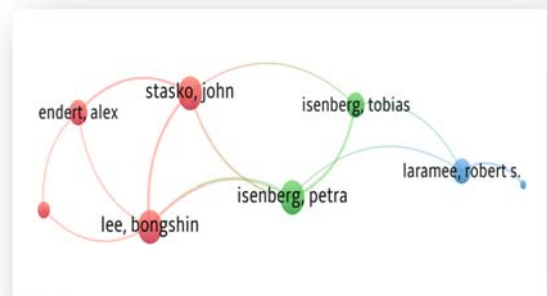 stasko, john
isenberg, tobias
endert, alex
laramee, robert s.
isenberg, petra
lee, bongshin